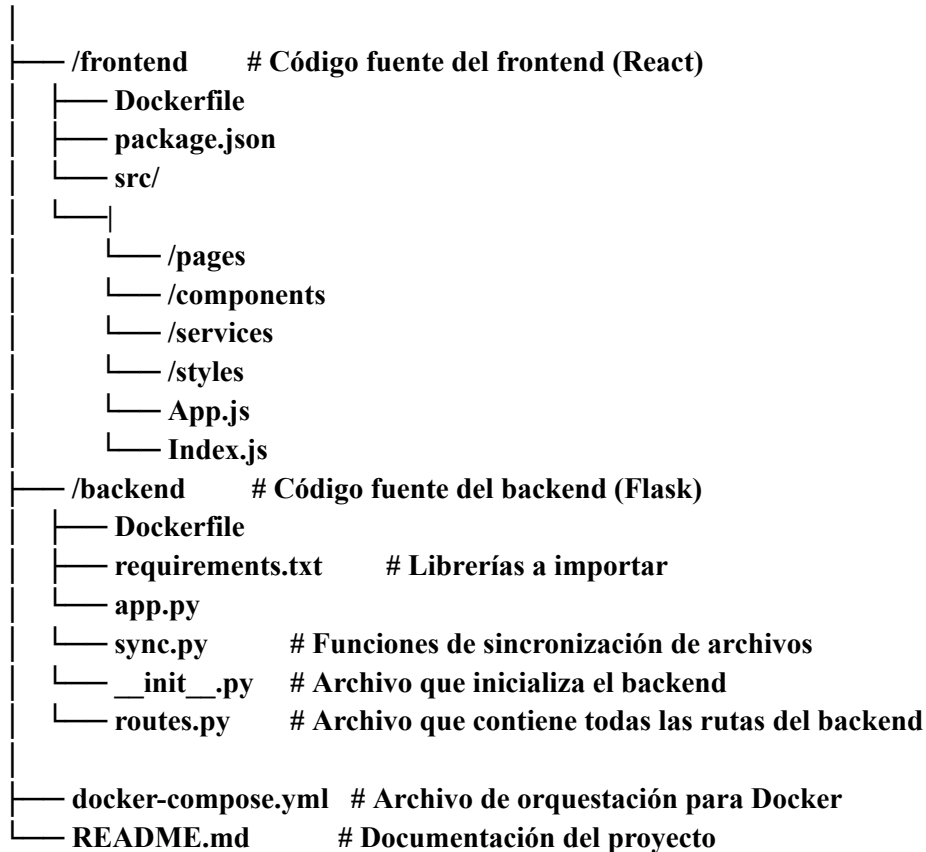 │
├── /frontend # Código fuente del frontend (React)
│ ├── Dockerfile
│ ├── package.json
│ └── src/
│ └──|
│ └── /pages
│ └── /components
│ └── /services
│ └── /styles
│ └── App.js
│ └── Index.js
├── /backend # Código fuente del backend (Flask)
│ ├── Dockerfile
│ ├── requirements.txt # Librerías a importar
│ └── app.py
│ └── sync.py # Funciones de sincronización de archivos
│ └── __init__.py # Archivo que inicializa el backend
│ └── routes.py # Archivo que contiene todas las rutas del backend
│
├── docker-compose.yml # Archivo de orquestación para Docker
└── README.md # Documentación del proyecto